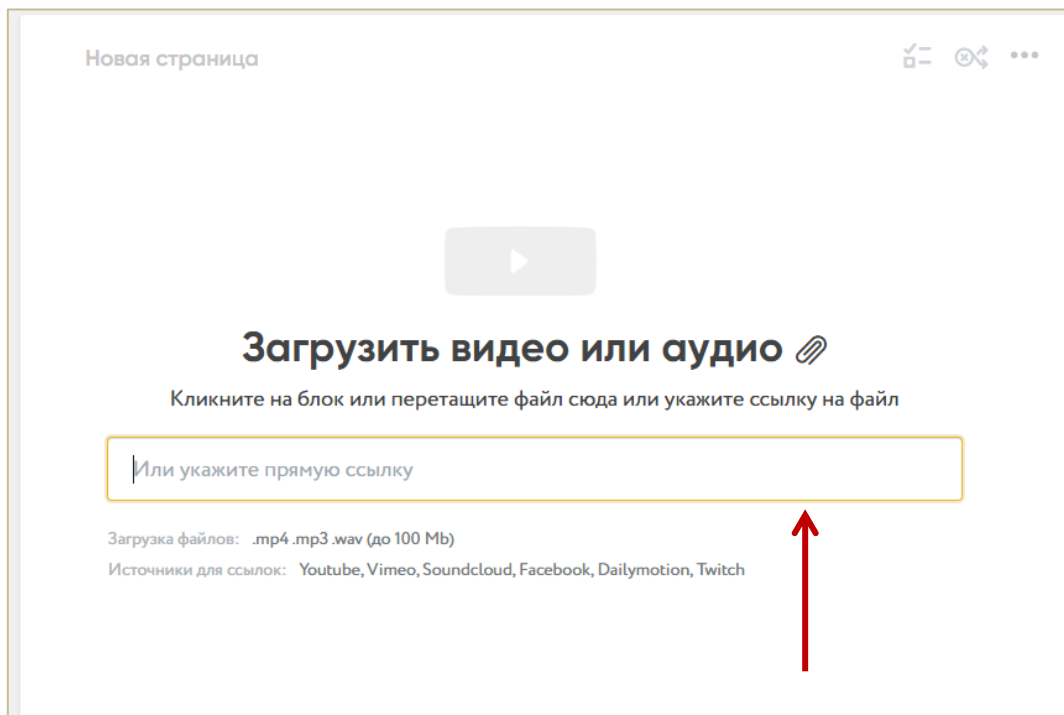 Новая страница
Загрузить видео или аудио
Кликните на блок или перетащите файл сюда или укажите ссылку на файл
Или укажите прямую ссылку
Загрузка файлов: .mp4 .mp3 .wav (до 100 Mb)
Источники для ссылок: Youtube, Vimeo, Soundcloud, Facebook, Dailymotion, Twitch